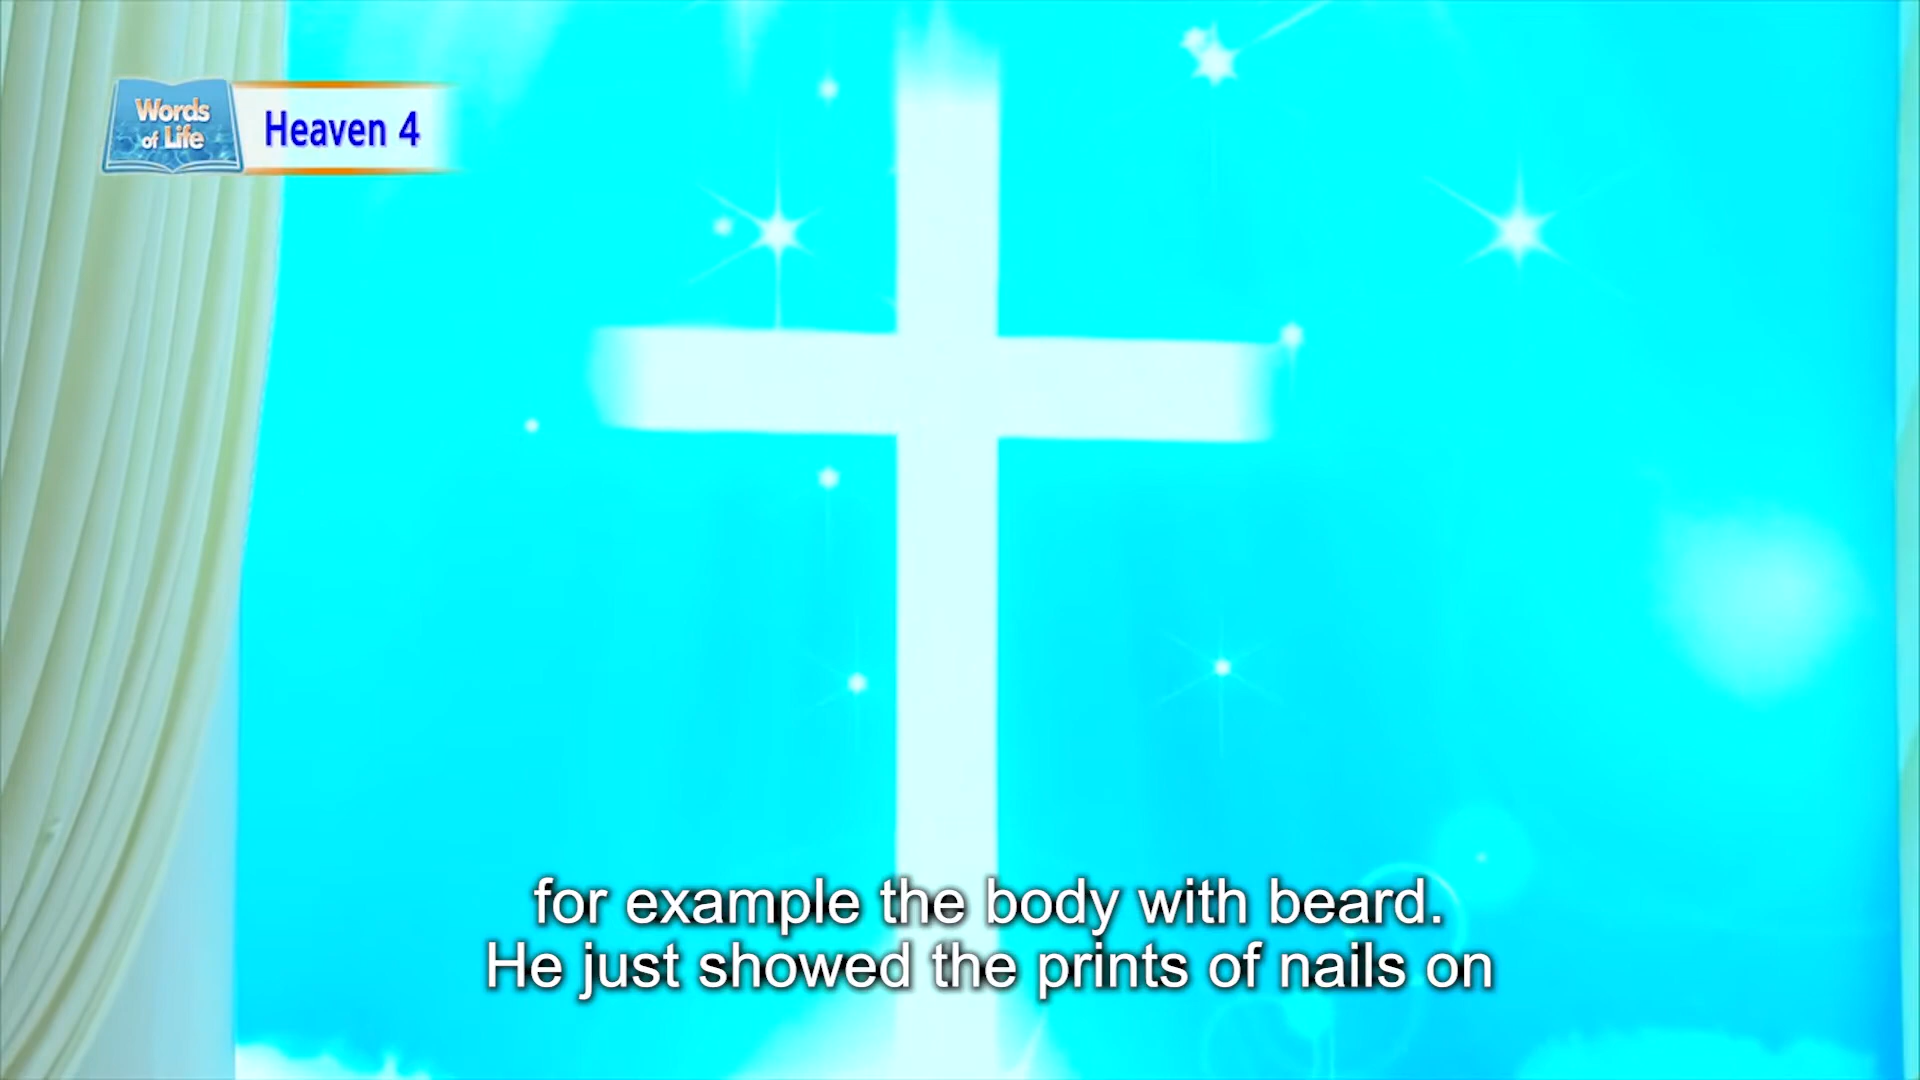 Words
of Life
Heaven 4
for example the body with beard.
He just showed the prints of nails on